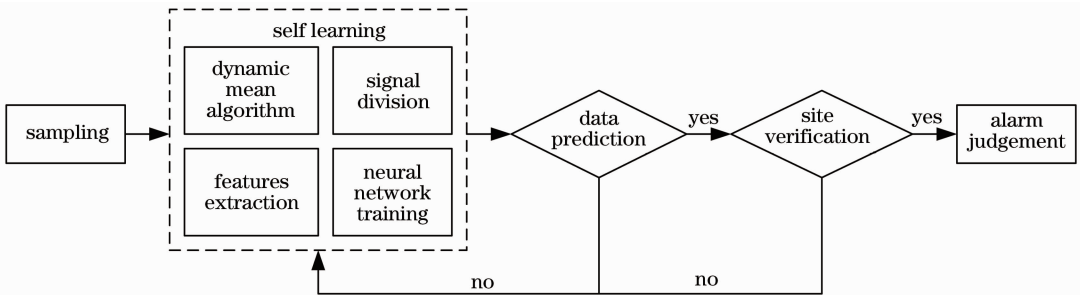 sampling
self learning
dynamic
mean
algorithm
signal
division
features
extraction
neural
network
training
data
prediction
yes
site
verification
yes
alarm
judgement
no
no